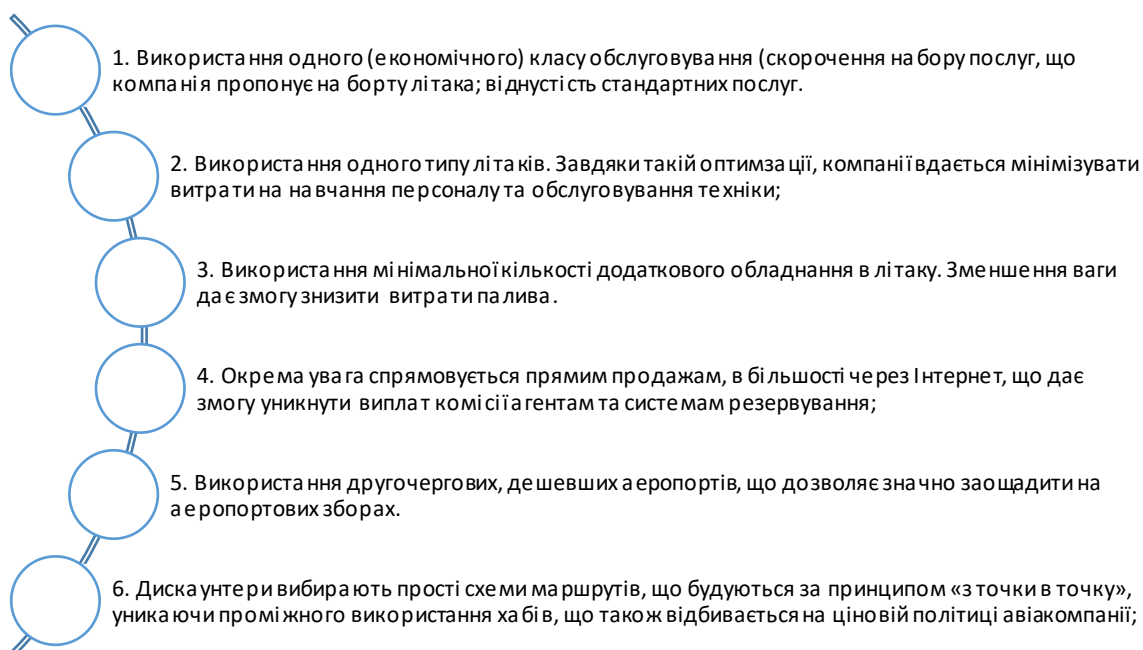 1. Використання одного (економічного) класу обслуговування (скорочення набору послуг, що
компанія пропонує на борту літака; віднустість стандартних послуг.
2. Використання одного типу літаків. Завдяки такій оптимзації, компанії вдається мінімізувати
витрати на навчання персоналу та обслуговування техніки;
3. Використання мінімальної кількості додаткового обладнання в літаку. Зменшення ваги
дає змогу знизити витрати палива.
4. Окрема увага спрямовується прямим продажам, в більшості через Інтернет, що дає
змогу уникнути виплат комісії агентам та системам резервування;
5. Використання другочергових, дешевших аеропортів, що дозволяє значно заощадити на
аеропортових зборах.
6. Дискаунтери вибирають прості схеми маршрутів, що будуються за принципом «з точки в точку»,
уникаючи проміжного використання хабів, що також відбивається на ціновій політиці авіакомпанії;